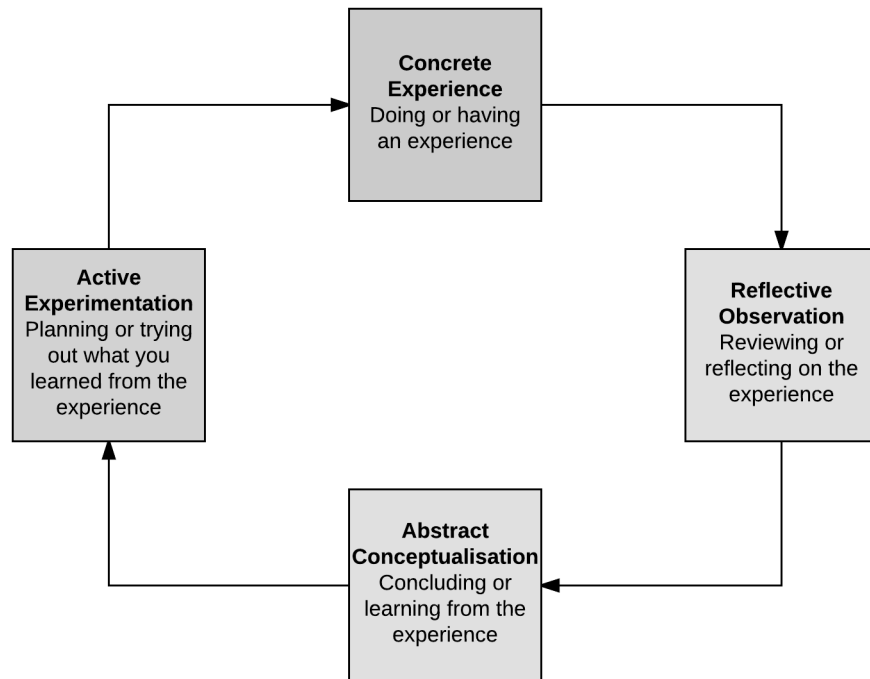 Concrete
Experience
Doing or having
an experience
Reflective
Observation
Reviewing or
reflecting on the
experience
Abstract
Conceptualisation
Concluding or
learning from the
experience
Active
Experimentation
Planning or trying
out what you
learned from the
experience